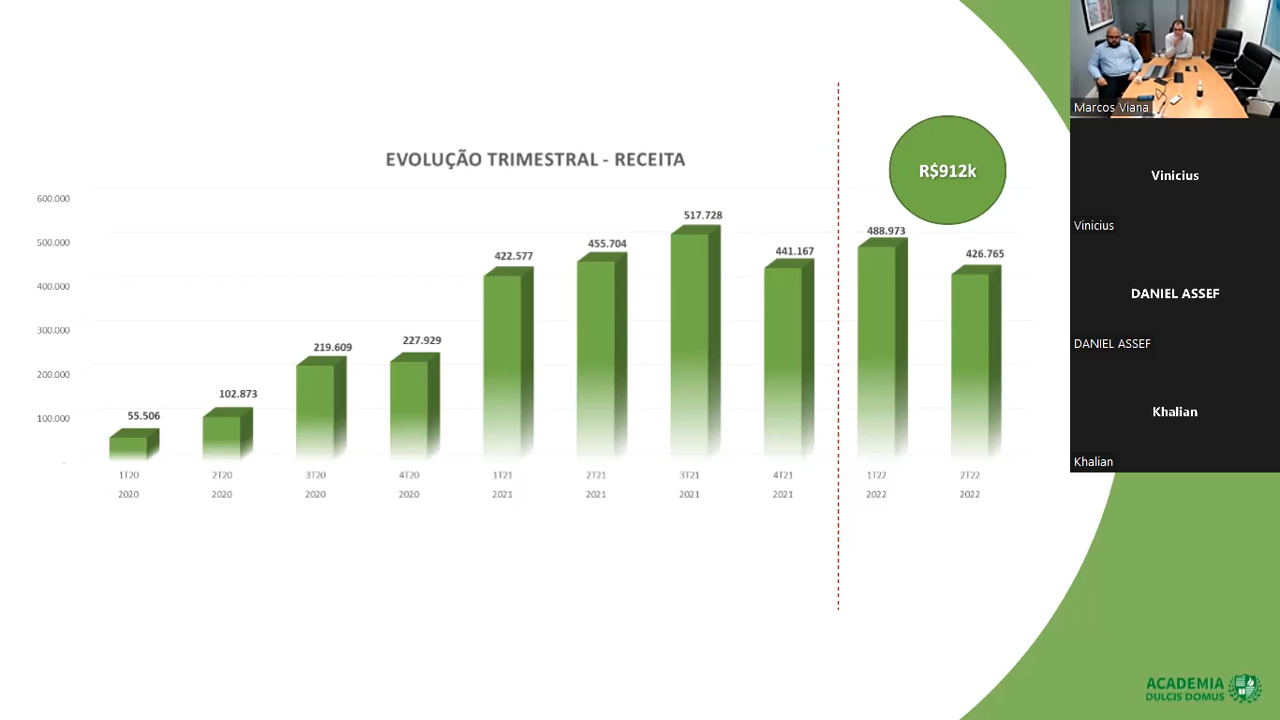 EVOLUÇÃO TRIMESTRAL - RECEITA
R$912k
600.000
500.000
400.000
300.000
200.000
100.000
-
55.506
102.873
219.609
227.929
422.577
455.704
517.728
441.167
488.973
426.765
1T20 2T20 3T20 4T20 1T21 2T21 3T21 4T21 1T22 2T22
2020 2020 2020 2020 2021 2021 2021 2021 2022 2022
Marcos Viana
Vinicius
Vinicius
DANIEL ASSEF
DANIEL ASSEF
Khalian
Khalian
ACADEMIA
DULCIS DOMUS